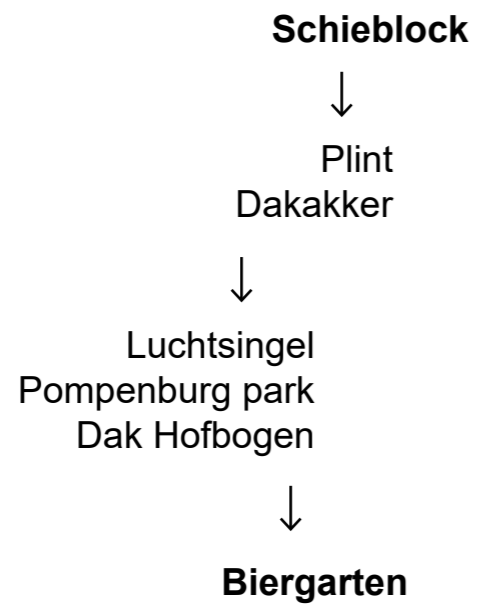 Schieblock
↓
Plint
Dakakker
↓
Luchtsingel
Pompenburg park
Dak Hofbogen
↓
Biergarten